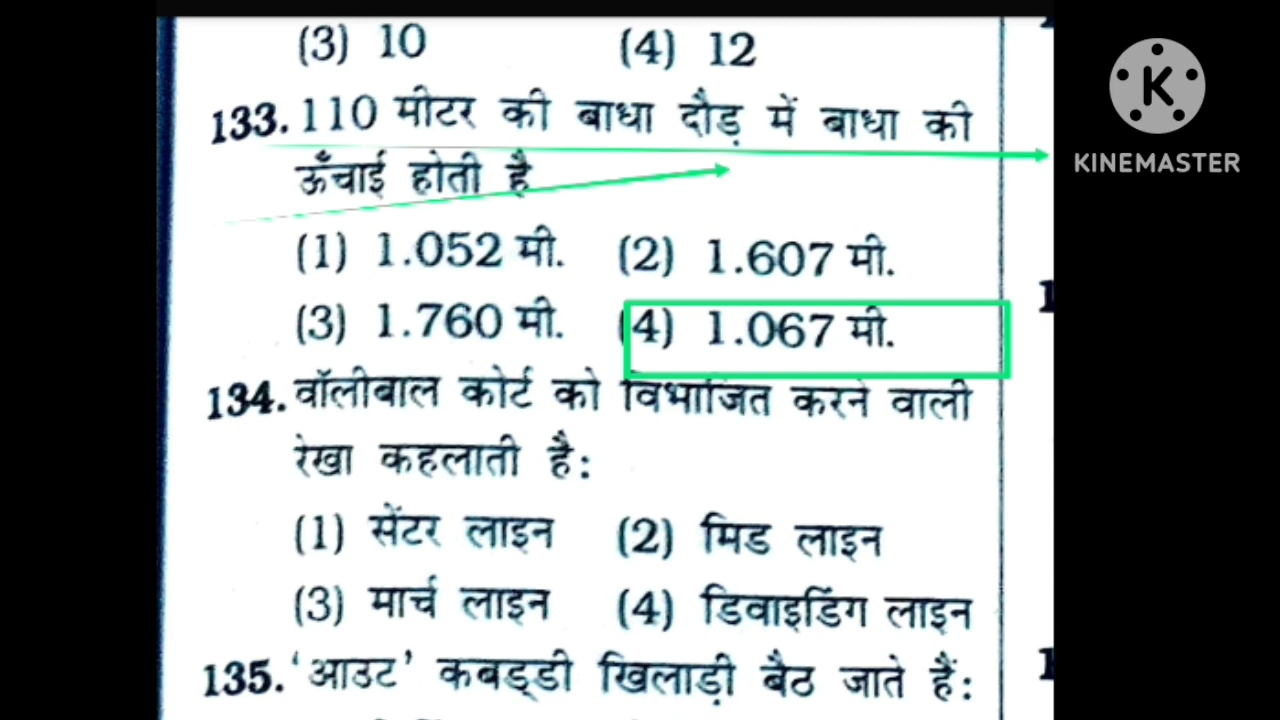 (3) 10 (4) 12
133. 110 मीटर की बाधा दौड़ में बाधा की
ऊँचाई होती है
(1) 1.052 मी. (2) 1.607 मी.
(3) 1.760 मी. (4) 1.067 मी.
134. वॉलीबाल कोर्ट को विभाजित करने वाली
रेखा कहलाती है:
(1) सेंटर लाइन (2) मिड लाइन
(3) मार्च लाइन (4) डिवाइडिंग लाइन
135. 'आउट' कबड्डी खिलाड़ी बैठ जाते हैं:
K
KINEMASTER